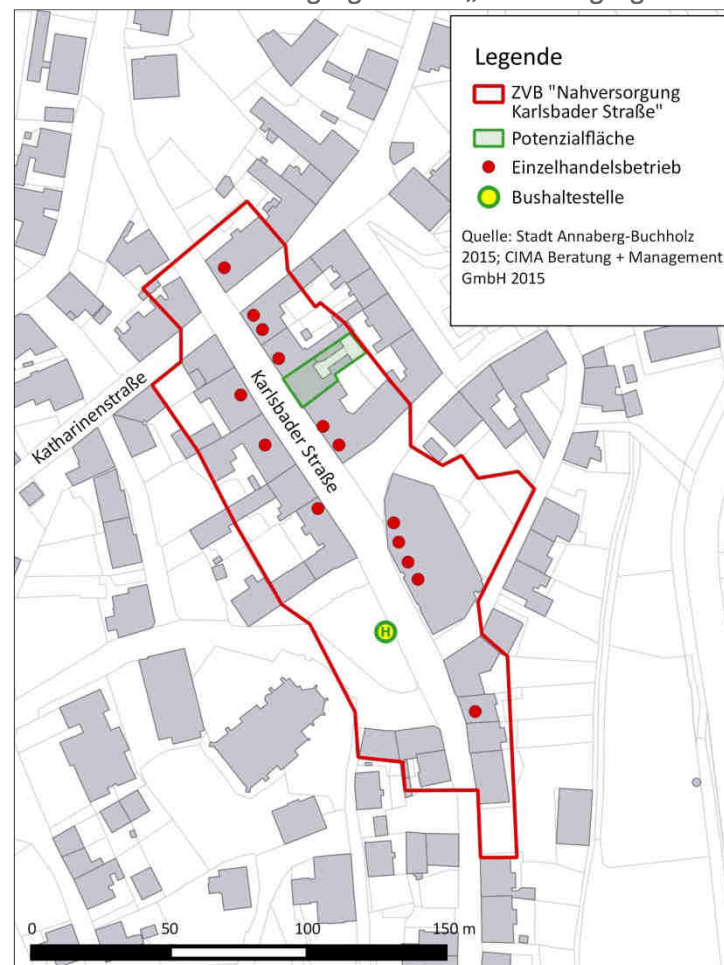 Legende
ZVB "Nahversorgung
Karlsbader Straße"
Potenzialfläche
Einzelhandelsbetrieb
Bushaltestelle
Quelle: Stadt Annaberg-Buchholz
2015; CIMA Beratung + Management
GmbH 2015
Katharinenstraße
Karlsbader Straße
H
0 50 100 150 m